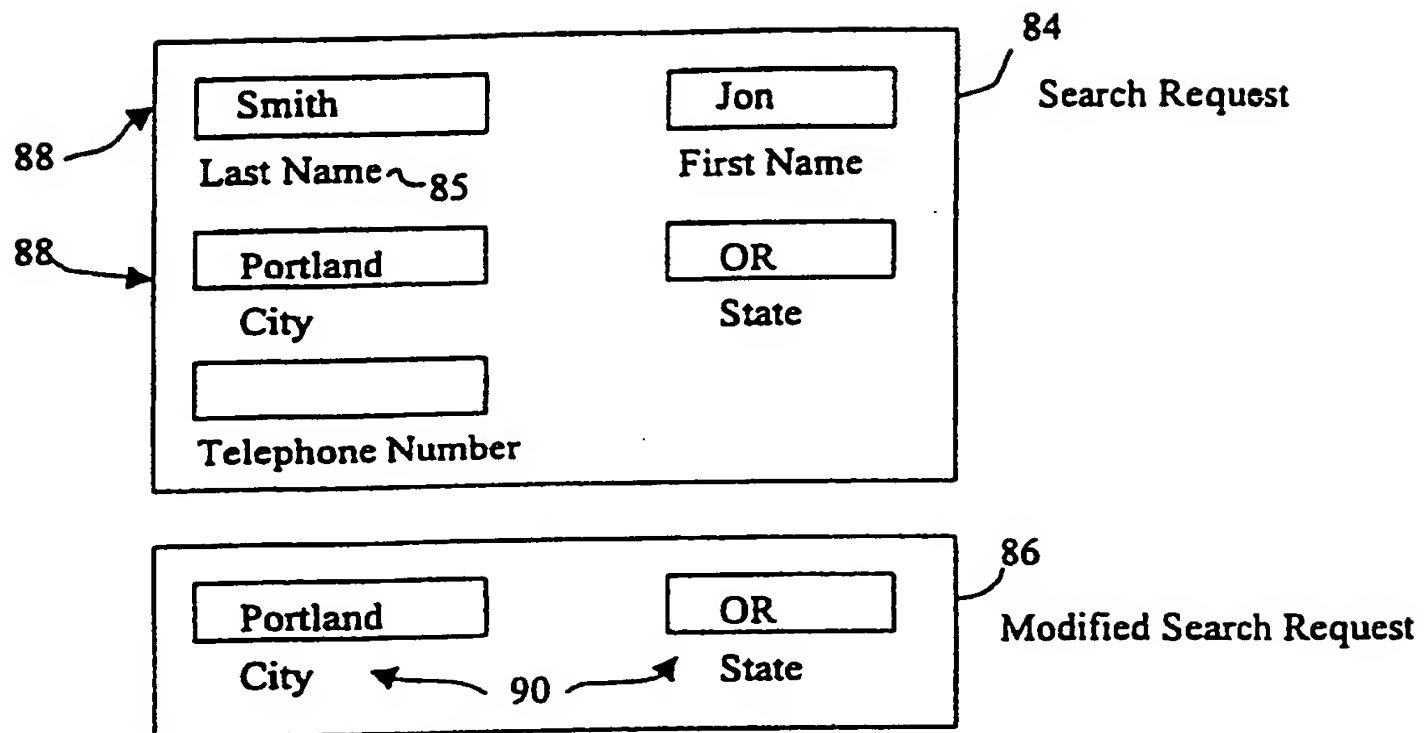 84
Smith Jon Search Request
88
Last Name 85 First Name
88
Portland OR
City State
Telephone Number
86
Portland OR
Modified Search Request
City 90 State